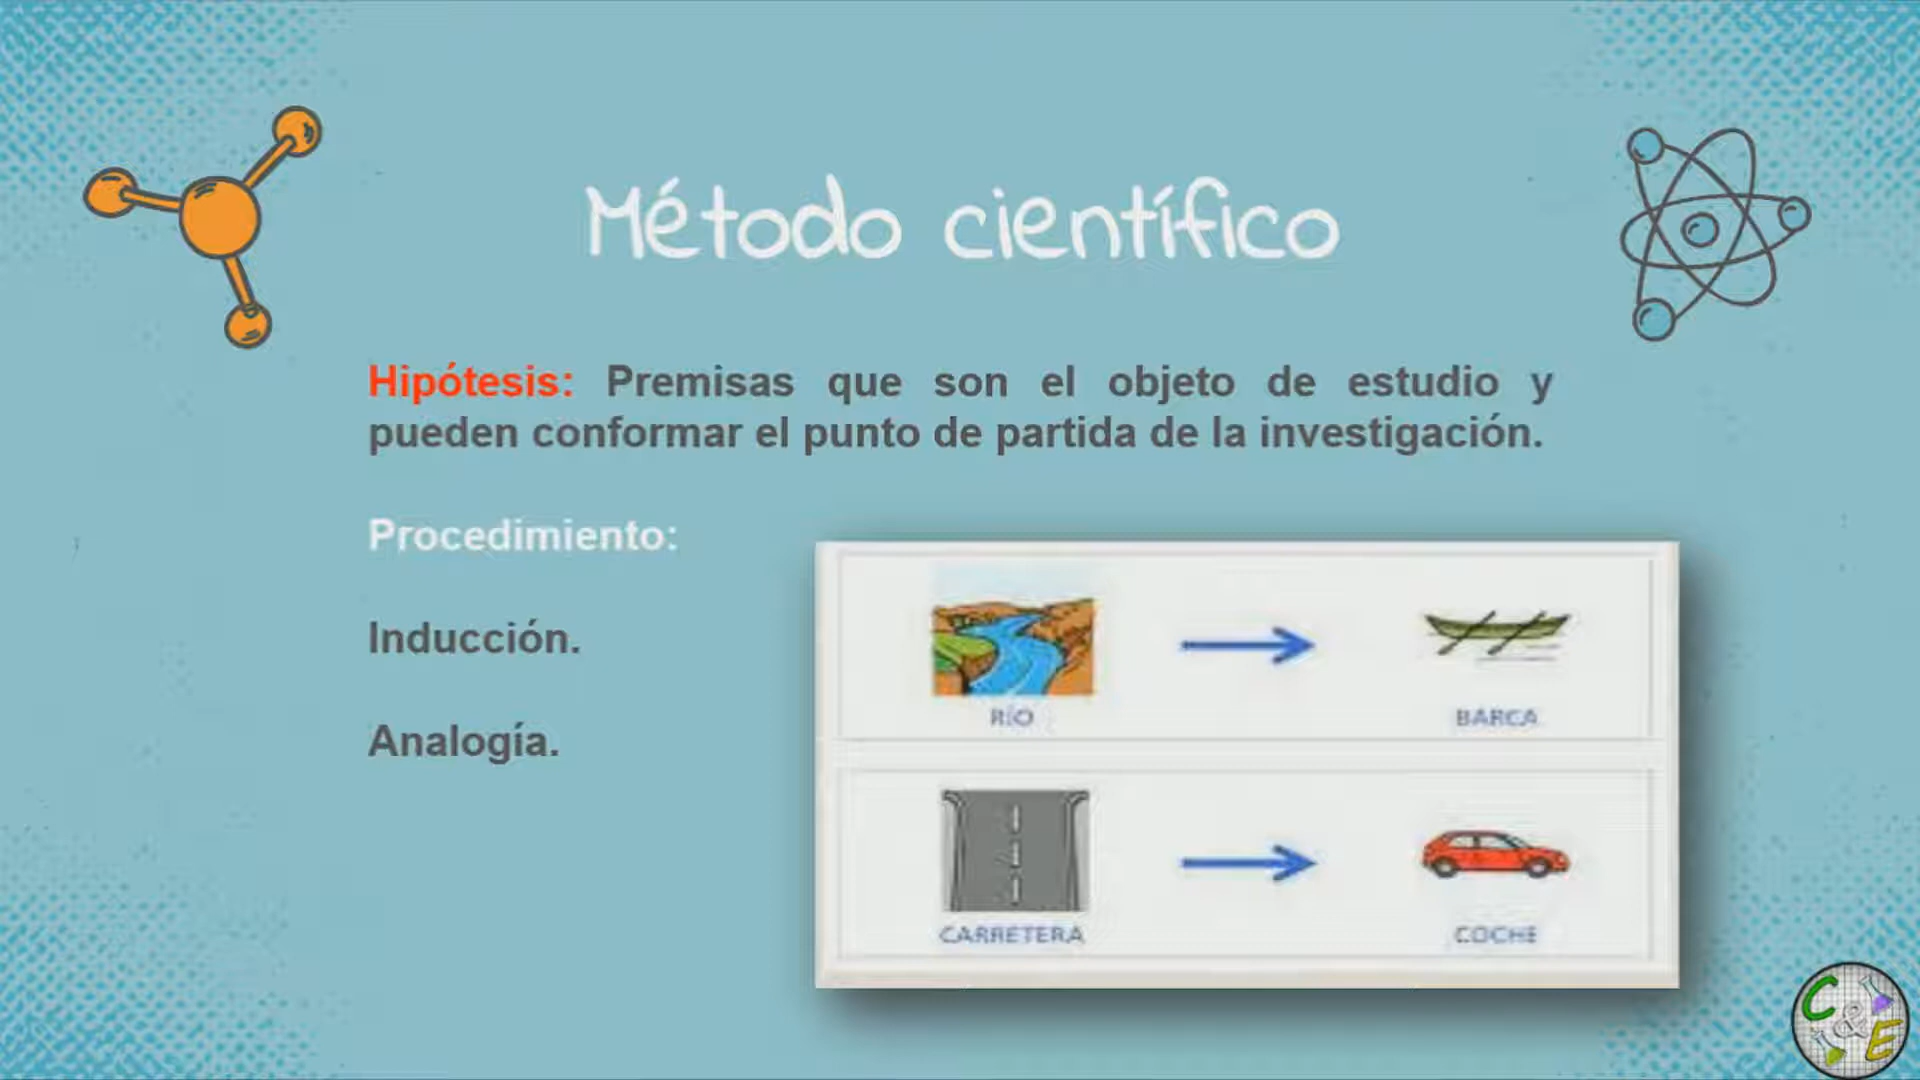 Método científico
Hipótesis: Premisas que son el objeto de estudio y
pueden conformar el punto de partida de la investigación.
Procedimiento:
Inducción.
Analogía.
RÍO
BARCA
CARRETERA
COCHE
C&E